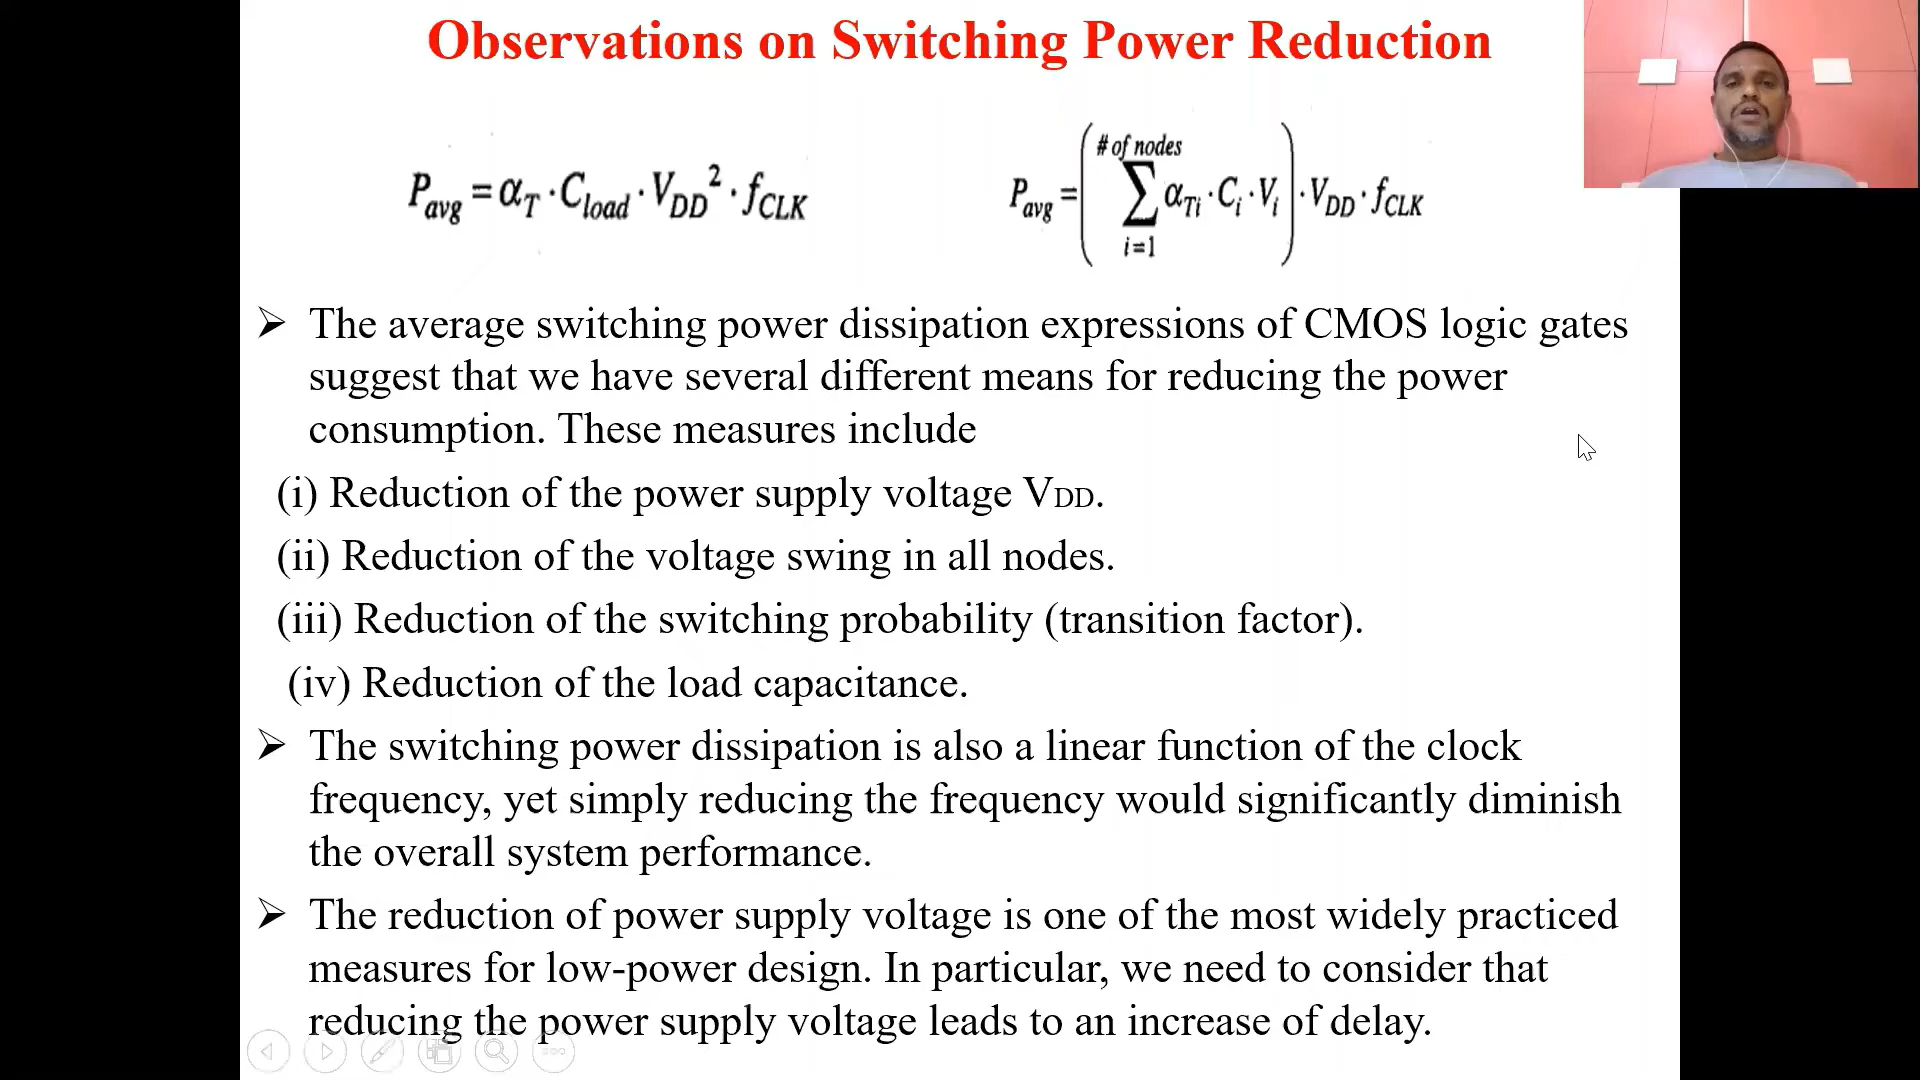 Observations on Switching Power Reduction
P_avg = α_T · C_load · V_DD² · f_CLK
P_avg = ( Σ_{i=1}^{# of nodes} α_Ti · C_i · V_i ) · V_DD · f_CLK
➢ The average switching power dissipation expressions of CMOS logic gates
suggest that we have several different means for reducing the power
consumption. These measures include
(i) Reduction of the power supply voltage VDD.
(ii) Reduction of the voltage swing in all nodes.
(iii) Reduction of the switching probability (transition factor).
(iv) Reduction of the load capacitance.
➢ The switching power dissipation is also a linear function of the clock
frequency, yet simply reducing the frequency would significantly diminish
the overall system performance.
➢ The reduction of power supply voltage is one of the most widely practiced
measures for low-power design. In particular, we need to consider that
reducing the power supply voltage leads to an increase of delay.